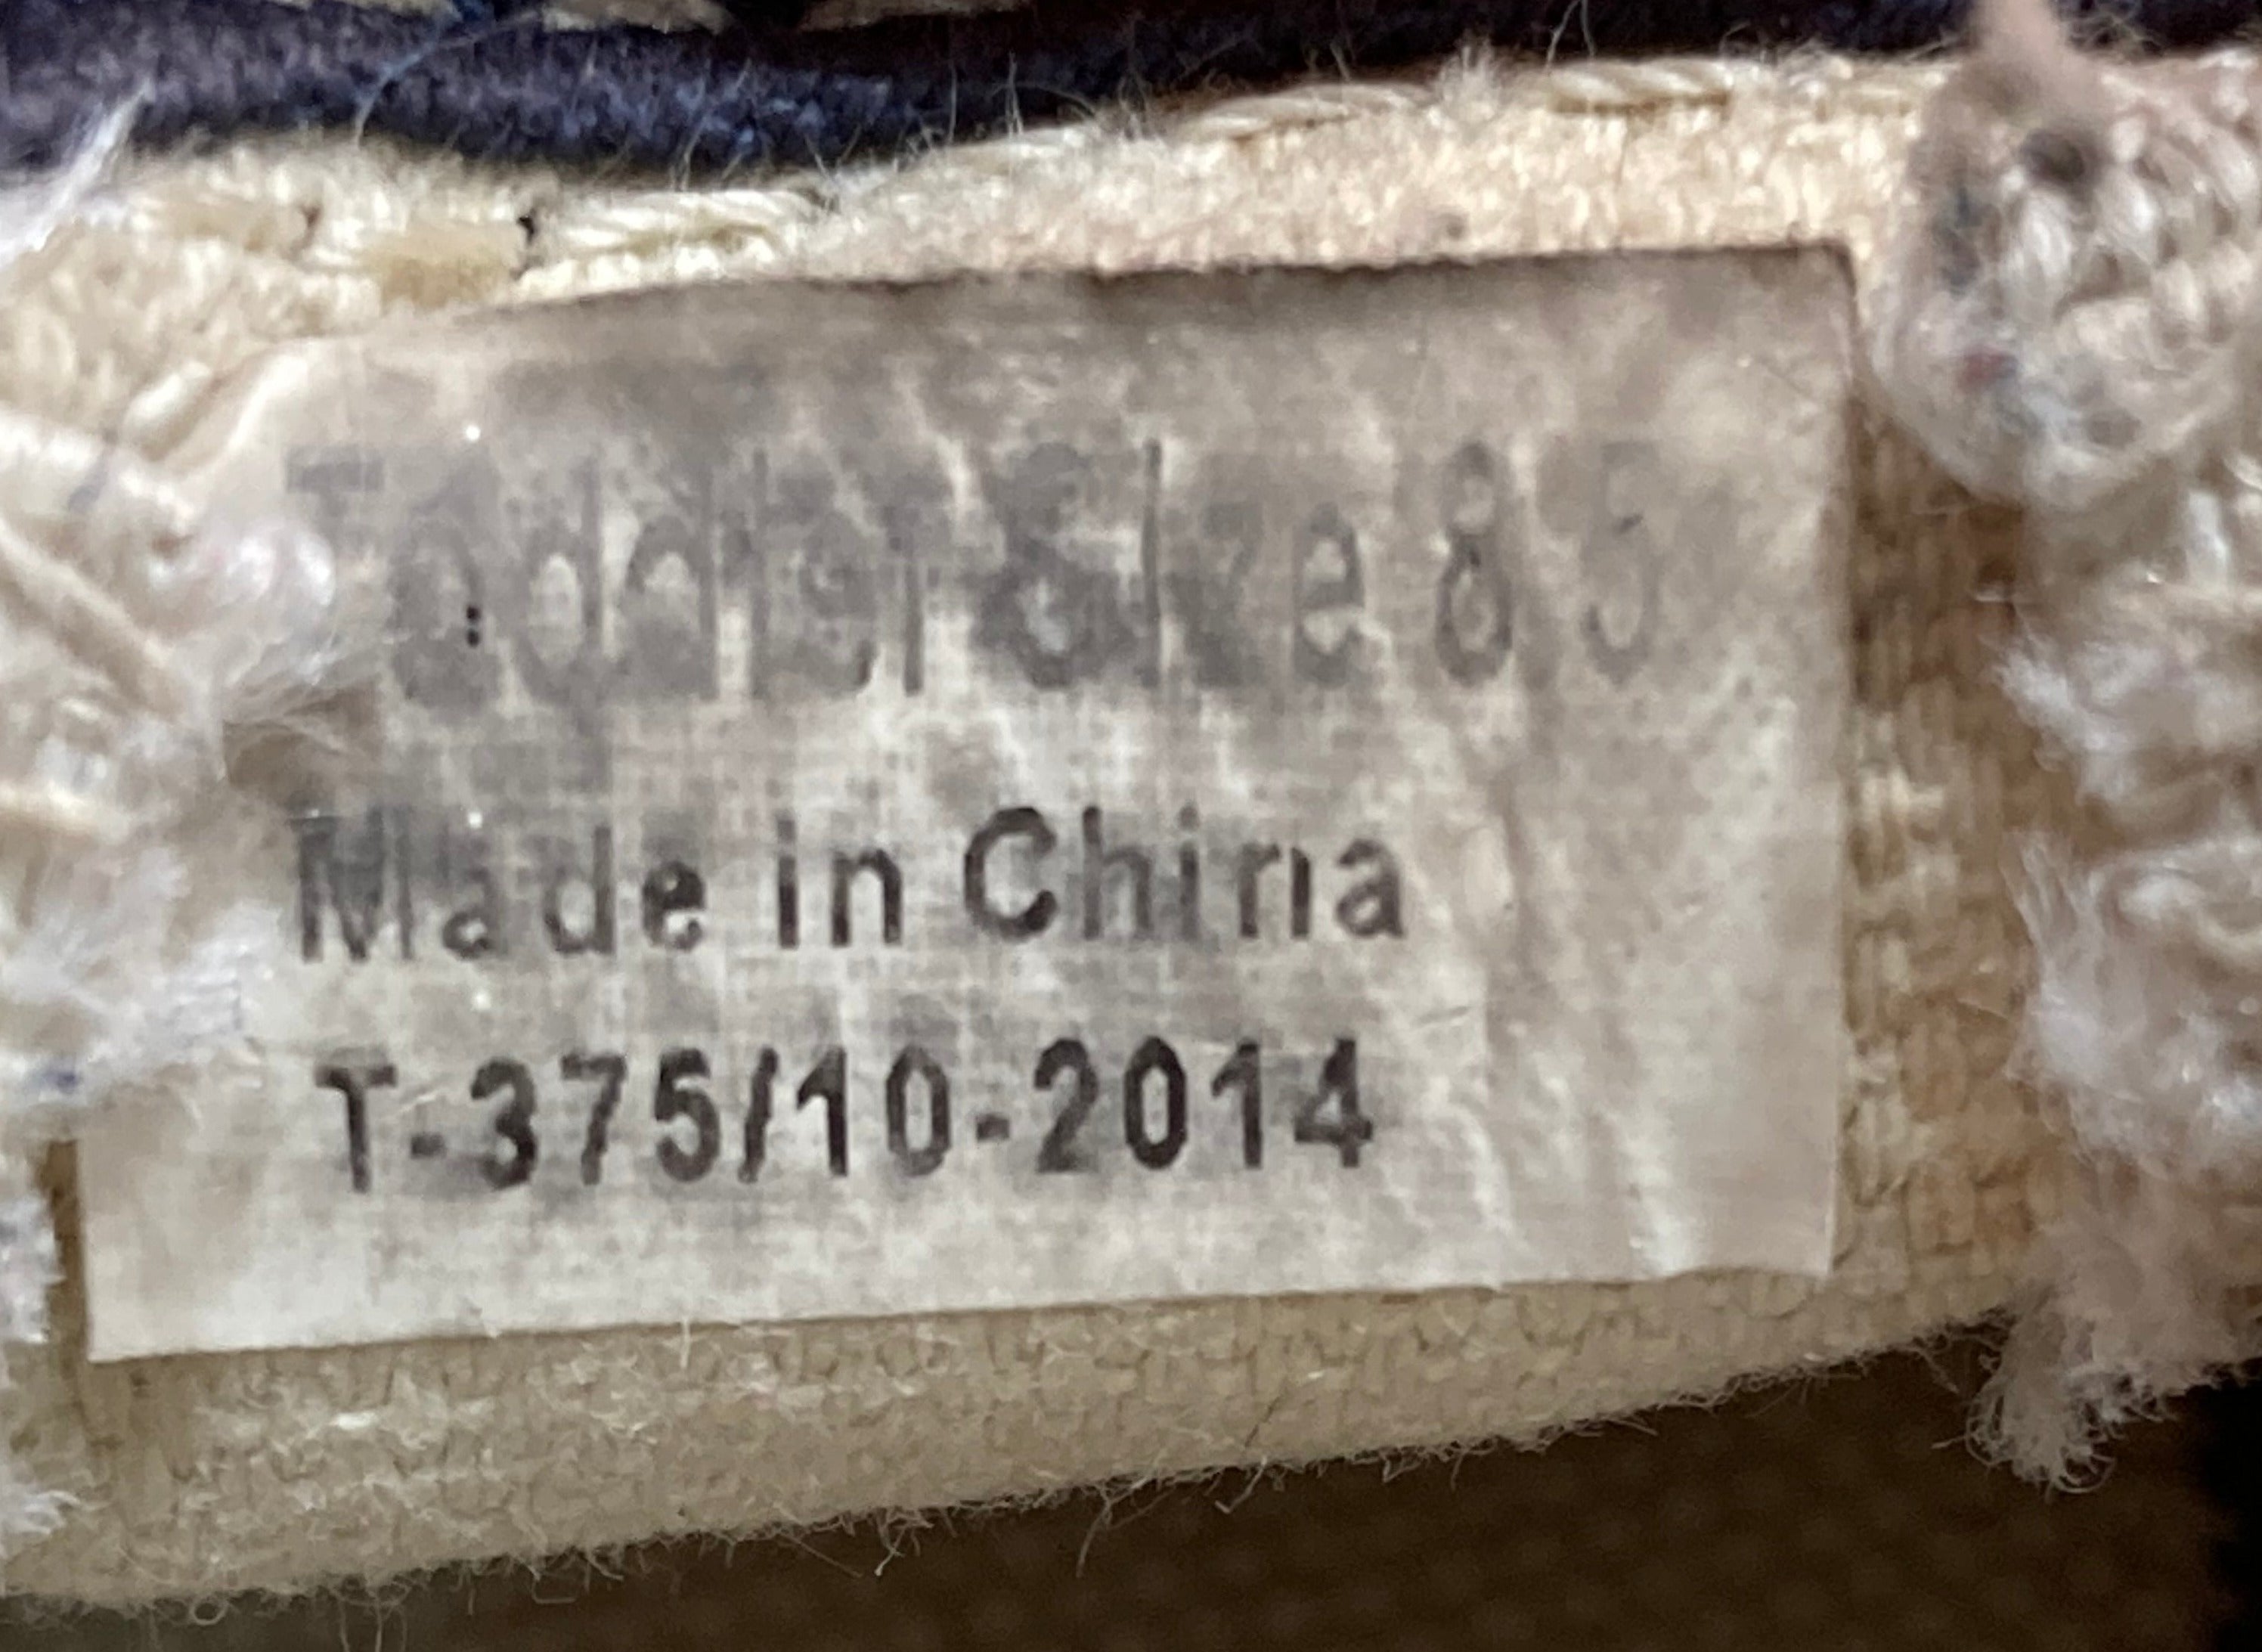 Toddler Size 8.5
Made in China
T-375/10-2014